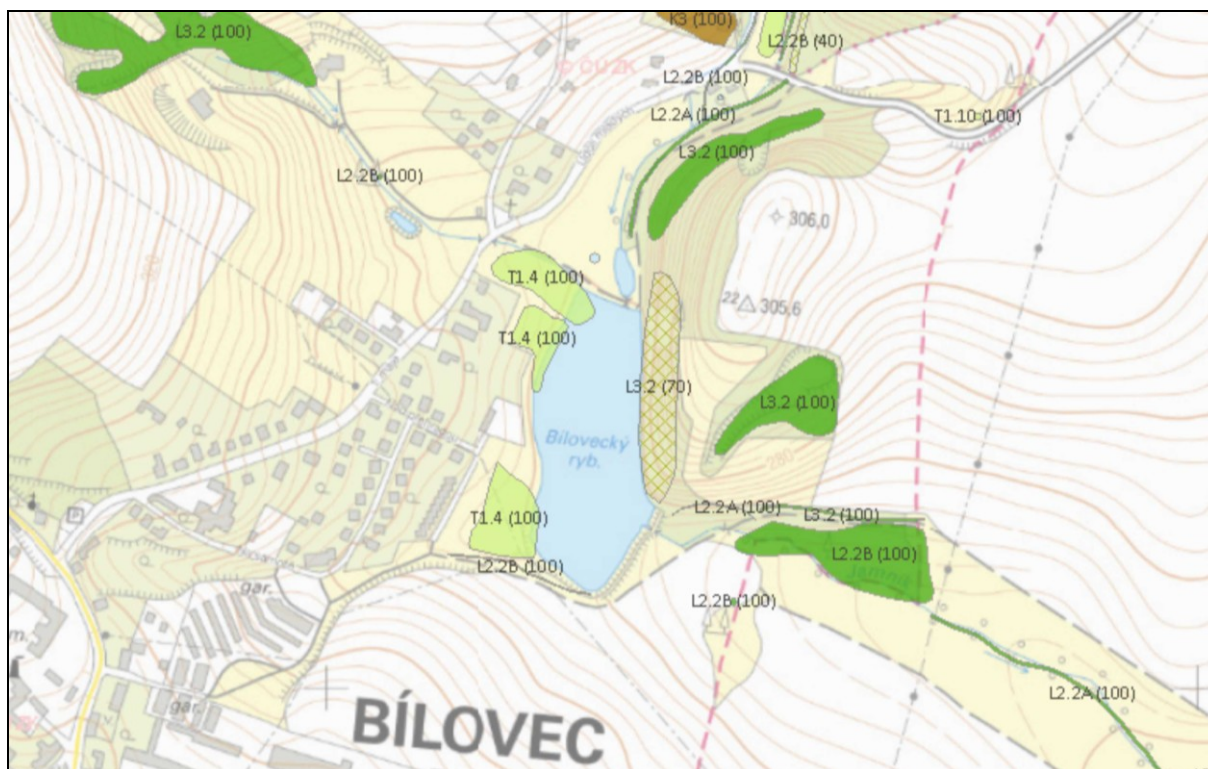 K3 (100)
L3.2 (100)
L2.2B (40)
L2.2B (100)
L2.2A (100)
T1.10 (100)
L3.2 (100)
L2.2B (100)
306,0
T1.4 (100)
22
305,6
T1.4 (100)
L3.2 (70)
L3.2 (100)
Bílovecký
ryb.
280
L2.2A (100)
T1.4 (100)
L3.2 (100)
L2.2B (100)
L2.2B (100)
gar.
L2.2B (100)
L2.2A (100)
gar.
BÍLOVEC